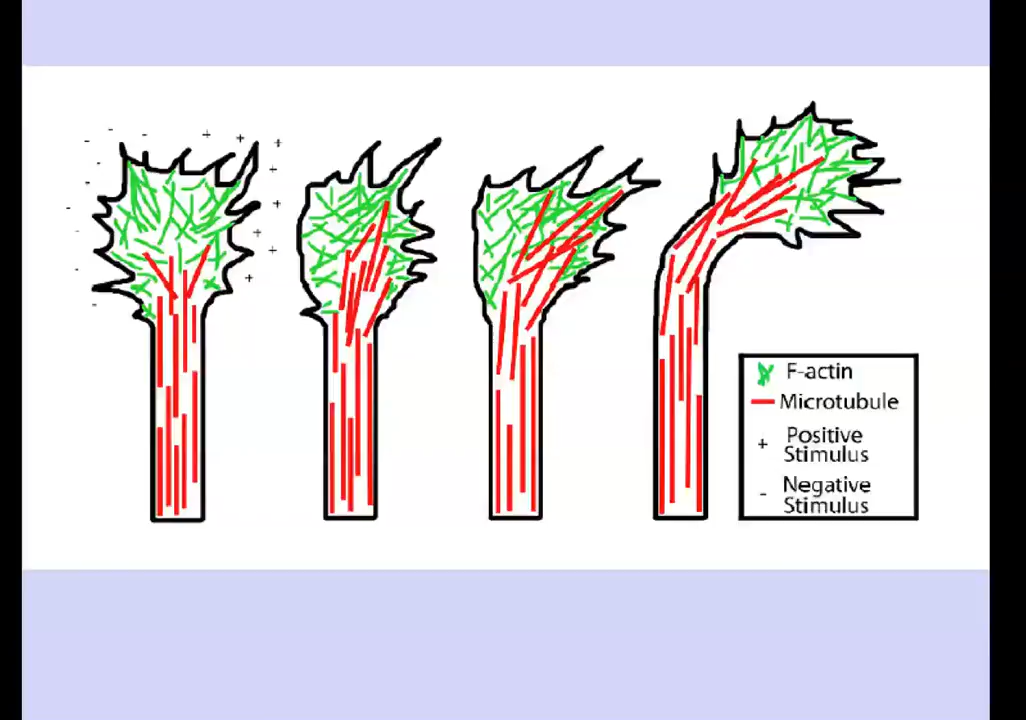 F-actin
Microtubule
+ Positive
Stimulus
- Negative
Stimulus